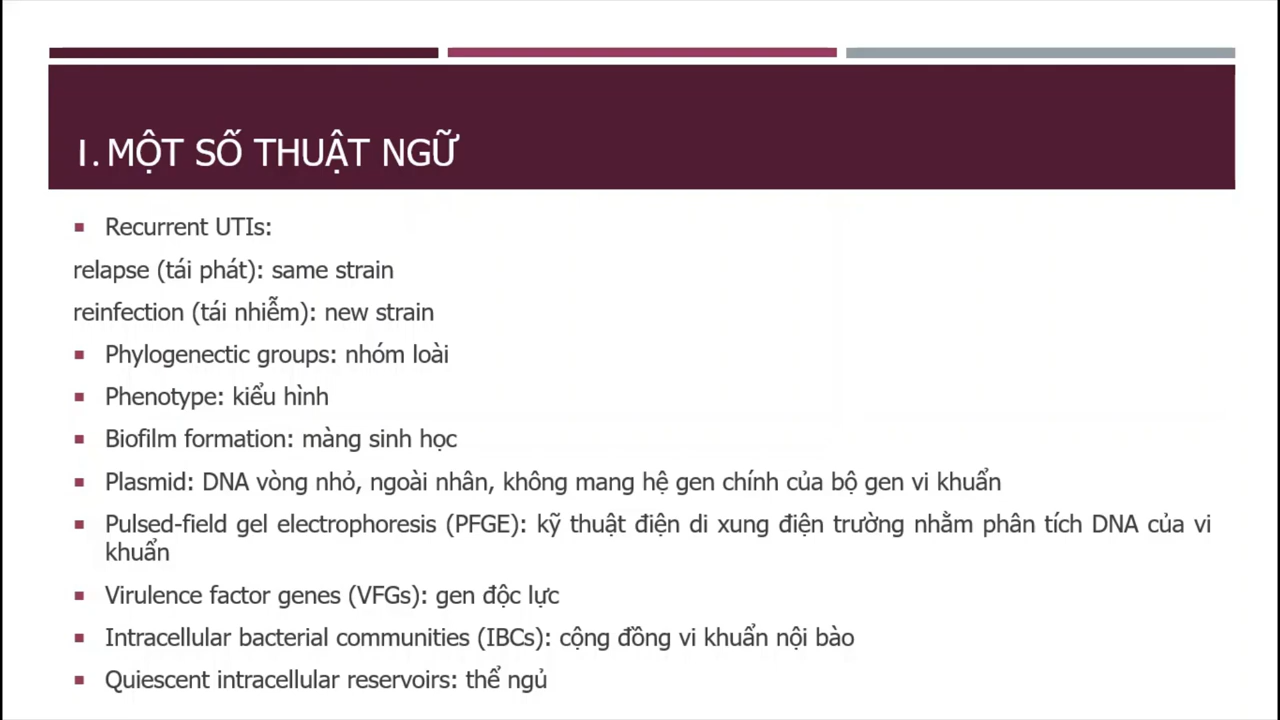 I. MỘT SỐ THUẬT NGỮ
▪ Recurrent UTIs:
relapse (tái phát): same strain
reinfection (tái nhiễm): new strain
▪ Phylogenectic groups: nhóm loài
▪ Phenotype: kiểu hình
▪ Biofilm formation: màng sinh học
▪ Plasmid: DNA vòng nhỏ, ngoài nhân, không mang hệ gen chính của bộ gen vi khuẩn
▪ Pulsed-field gel electrophoresis (PFGE): kỹ thuật điện di xung điện trường nhằm phân tích DNA của vi
khuẩn
▪ Virulence factor genes (VFGs): gen độc lực
▪ Intracellular bacterial communities (IBCs): cộng đồng vi khuẩn nội bào
▪ Quiescent intracellular reservoirs: thể ngủ